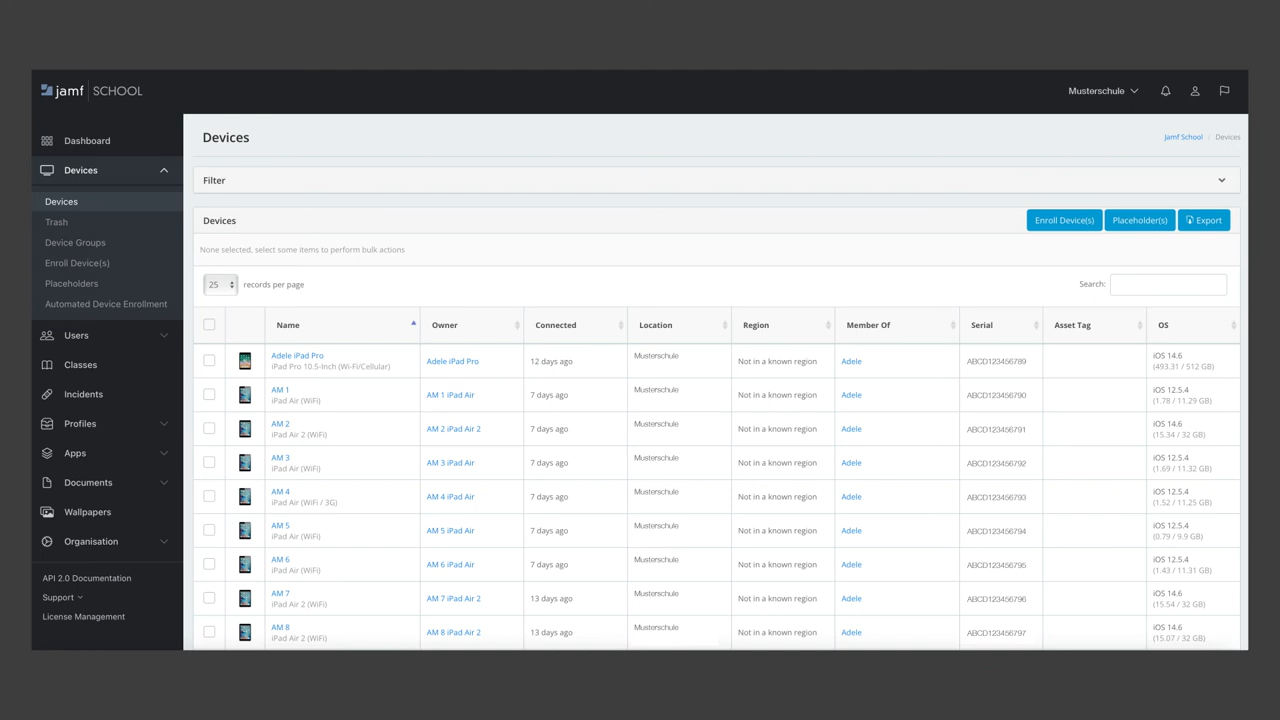 jamf | SCHOOL
Musterschule
Dashboard
Devices
Devices
Trash
Device Groups
Enroll Device(s)
Placeholders
Automated Device Enrollment
Users
Classes
Incidents
Profiles
Apps
Documents
Wallpapers
Organisation
API 2.0 Documentation
Support
License Management
Devices
Jamf School / Devices
Filter
Devices
Enroll Device(s) Placeholder(s) Export
None selected, select some items to perform bulk actions
25 records per page
Search:
Name Owner Connected Location Region Member Of Serial Asset Tag OS
Adele iPad Pro
iPad Pro 10.5-Inch (Wi-Fi/Cellular)
Adele iPad Pro 12 days ago Musterschule Not in a known region Adele ABCD123456789
iOS 14.6
(493.31 / 512 GB)
AM 1
iPad Air (WiFi)
AM 1 iPad Air 7 days ago Musterschule Not in a known region Adele ABCD123456790
iOS 12.5.4
(1.78 / 11.29 GB)
AM 2
iPad Air 2 (WiFi)
AM 2 iPad Air 2 7 days ago Musterschule Not in a known region Adele ABCD123456791
iOS 14.6
(15.34 / 32 GB)
AM 3
iPad Air (WiFi)
AM 3 iPad Air 7 days ago Musterschule Not in a known region Adele ABCD123456792
iOS 12.5.4
(1.69 / 11.32 GB)
AM 4
iPad Air (WiFi / 3G)
AM 4 iPad Air 7 days ago Musterschule Not in a known region Adele ABCD123456793
iOS 12.5.4
(1.52 / 11.25 GB)
AM 5
iPad Air (WiFi)
AM 5 iPad Air 7 days ago Musterschule Not in a known region Adele ABCD123456794
iOS 12.5.4
(0.79 / 9.9 GB)
AM 6
iPad Air (WiFi)
AM 6 iPad Air 7 days ago Musterschule Not in a known region Adele ABCD123456795
iOS 12.5.4
(1.43 / 11.31 GB)
AM 7
iPad Air 2 (WiFi)
AM 7 iPad Air 2 13 days ago Musterschule Not in a known region Adele ABCD123456796
iOS 14.6
(15.54 / 32 GB)
AM 8
iPad Air 2 (WiFi)
AM 8 iPad Air 2 13 days ago Musterschule Not in a known region Adele ABCD123456797
iOS 14.6
(15.07 / 32 GB)